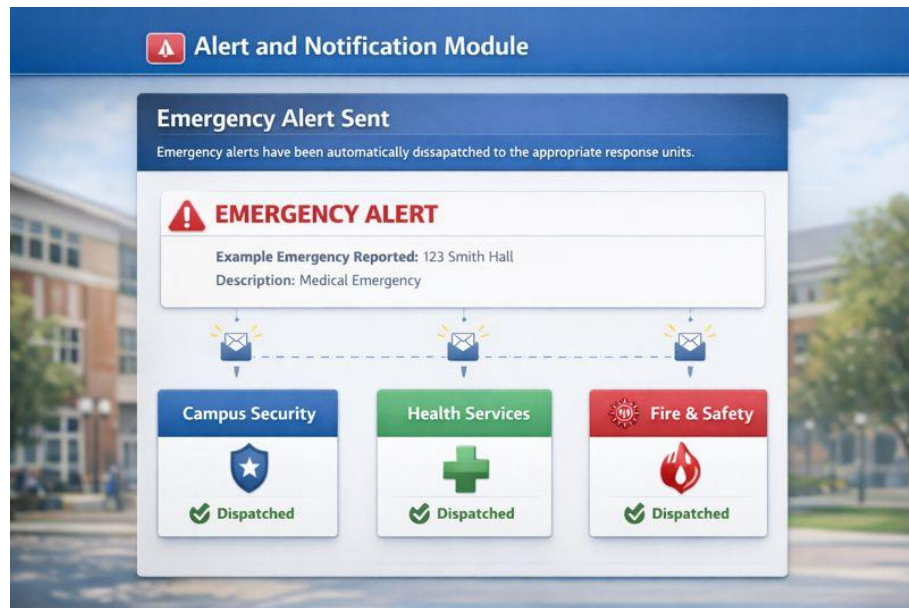 Alert and Notification Module
Emergency Alert Sent
Emergency alerts have been automatically dissapatched to the appropriate response units.
EMERGENCY ALERT
Example Emergency Reported: 123 Smith Hall
Description: Medical Emergency
Campus Security
Health Services
Fire & Safety
Dispatched
Dispatched
Dispatched